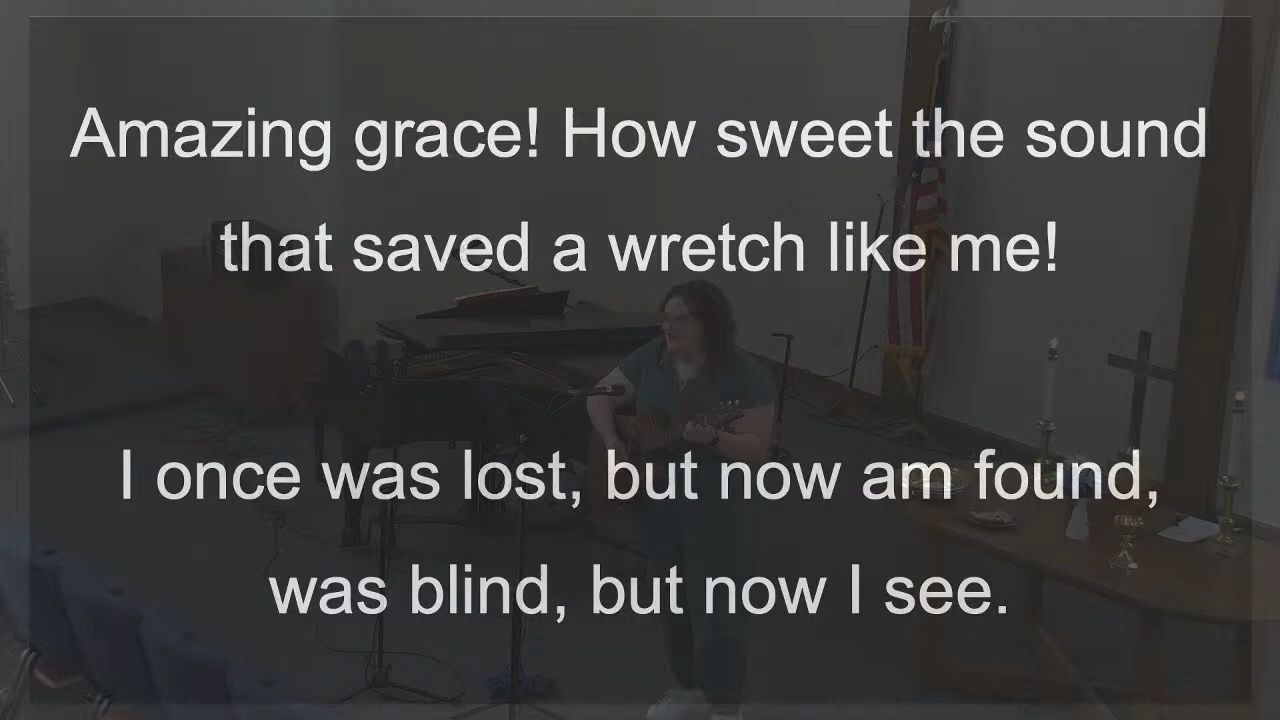 Amazing grace! How sweet the sound
that saved a wretch like me!
I once was lost, but now am found,
was blind, but now I see.